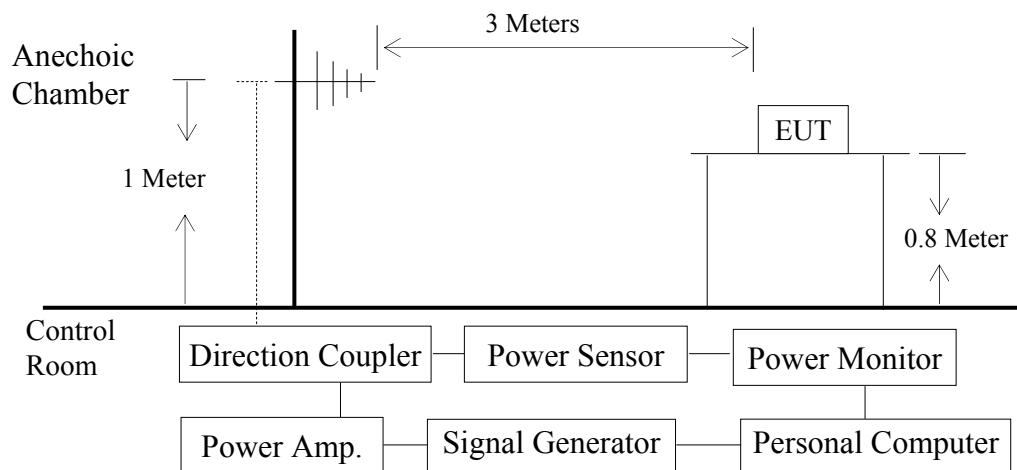 3 Meters
Anechoic
Chamber
EUT
1 Meter
0.8 Meter
Control
Room
Direction Coupler
Power Sensor
Power Monitor
Power Amp.
Signal Generator
Personal Computer